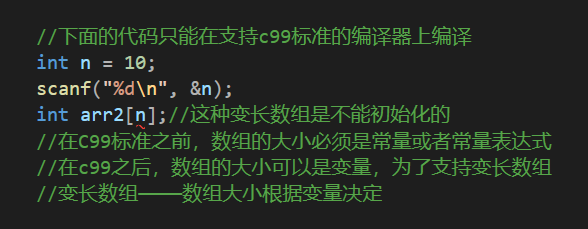 //下面的代码只能在支持c99标准的编译器上编译
int n = 10;
scanf("%d\n", &n);
int arr2[n];//这种变长数组是不能初始化的
//在C99标准之前，数组的大小必须是常量或者常量表达式
//在c99之后，数组的大小可以是变量，为了支持变长数组
//变长数组————数组大小根据变量决定